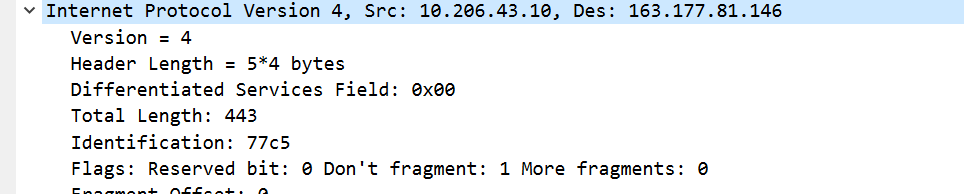 Internet Protocol Version 4, Src: 10.206.43.10, Des: 163.177.81.146
Version = 4
Header Length = 5*4 bytes
Differentiated Services Field: 0x00
Total Length: 443
Identification: 77c5
Flags: Reserved bit: 0 Don't fragment: 1 More fragments: 0
Fragment Offset: 0